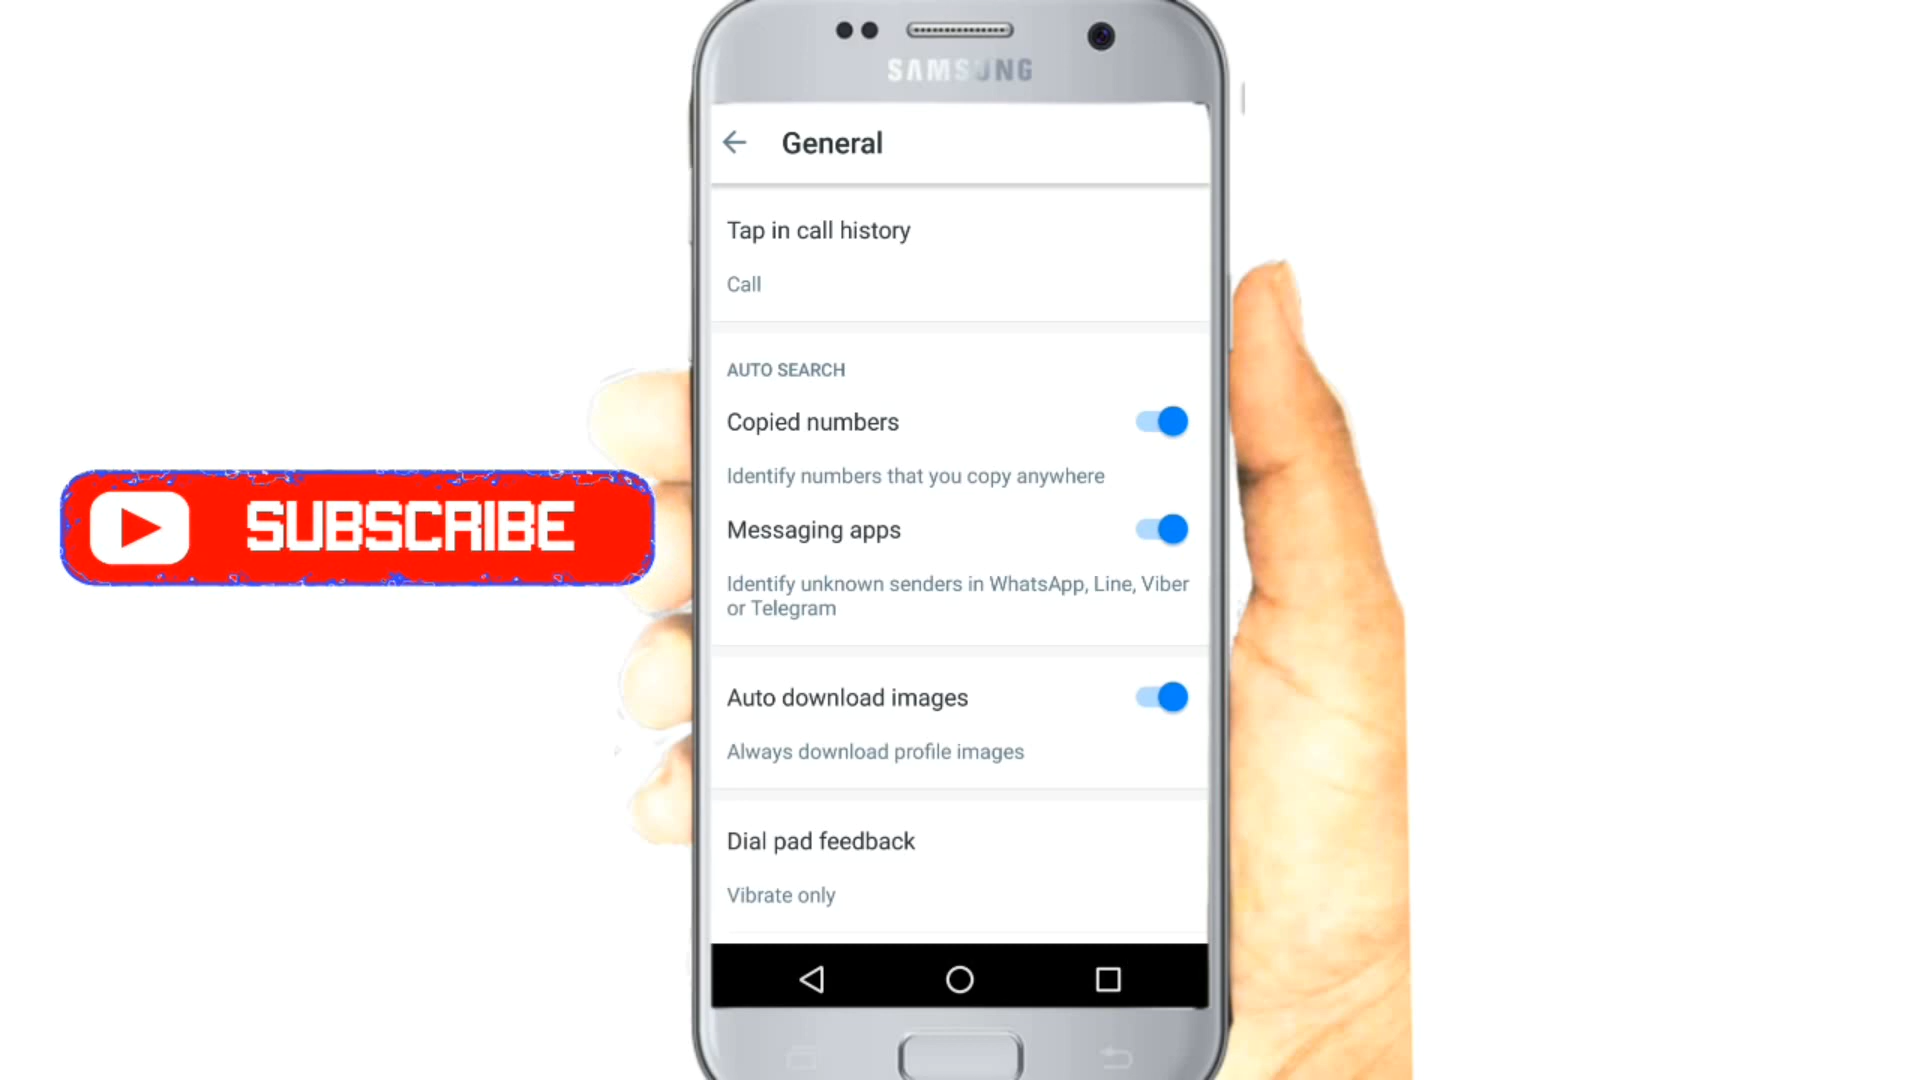 SAMSUNG
General
Tap in call history
Call
AUTO SEARCH
Copied numbers
Identify numbers that you copy anywhere
SUBSCRIBE
Messaging apps
Identify unknown senders in WhatsApp, Line, Viber
or Telegram
Auto download images
Always download profile images
Dial pad feedback
Vibrate only